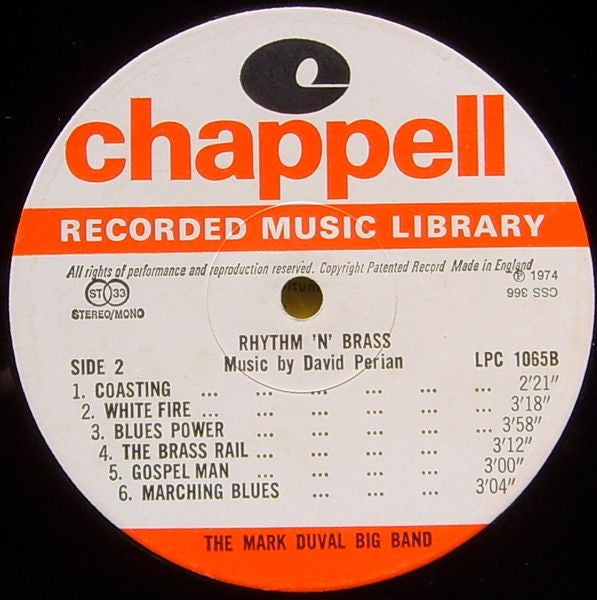 chappell
RECORDED MUSIC LIBRARY
All rights of performance and reproduction reserved. Copyright Patented Record Made in England
ST 33
℗ 1974
STEREO/MONO
CSS 366
RHYTHM 'N' BRASS
SIDE 2 Music by David Perian LPC 1065B
1. COASTING ... ... ... ... ... ... 2'21"
2. WHITE FIRE ... ... ... ... ... ... 3'18"
3. BLUES POWER ... ... ... ... ... 3'58"
4. THE BRASS RAIL ... ... ... ... ... 3'12"
5. GOSPEL MAN ... ... ... ... ... 3'00"
6. MARCHING BLUES ... ... ... ... 3'04"
THE MARK DUVAL BIG BAND